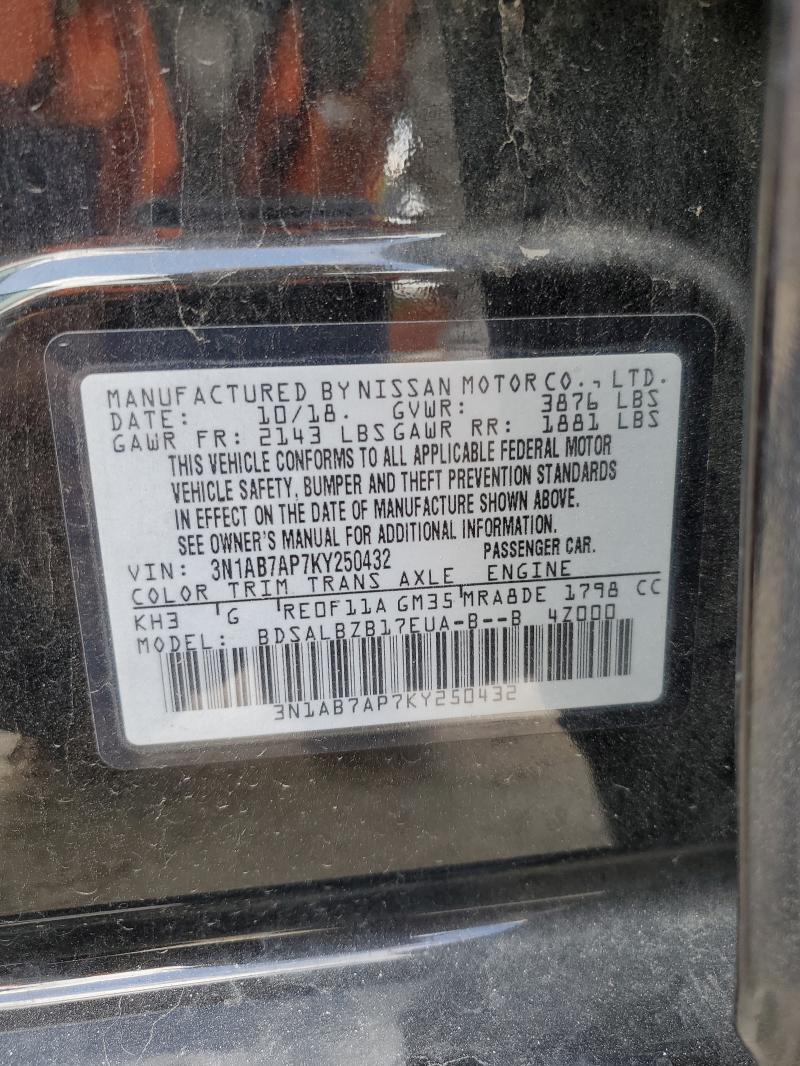 MANUFACTURED BY NISSAN MOTOR CO., LTD.
DATE: 10/18. GVWR: 3876 LBS
GAWR FR: 2143 LBS GAWR RR: 1881 LBS
THIS VEHICLE CONFORMS TO ALL APPLICABLE FEDERAL MOTOR
VEHICLE SAFETY, BUMPER AND THEFT PREVENTION STANDARDS
IN EFFECT ON THE DATE OF MANUFACTURE SHOWN ABOVE.
SEE OWNER'S MANUAL FOR ADDITIONAL INFORMATION.
VIN: 3N1AB7AP7KY250432 PASSENGER CAR.
COLOR TRIM TRANS AXLE ENGINE
KH3 G RE0F11A GM35 MRA8DE 1798 CC
MODEL: BDSALBZB17EUA-B--B 4Z000
3N1AB7AP7KY250432